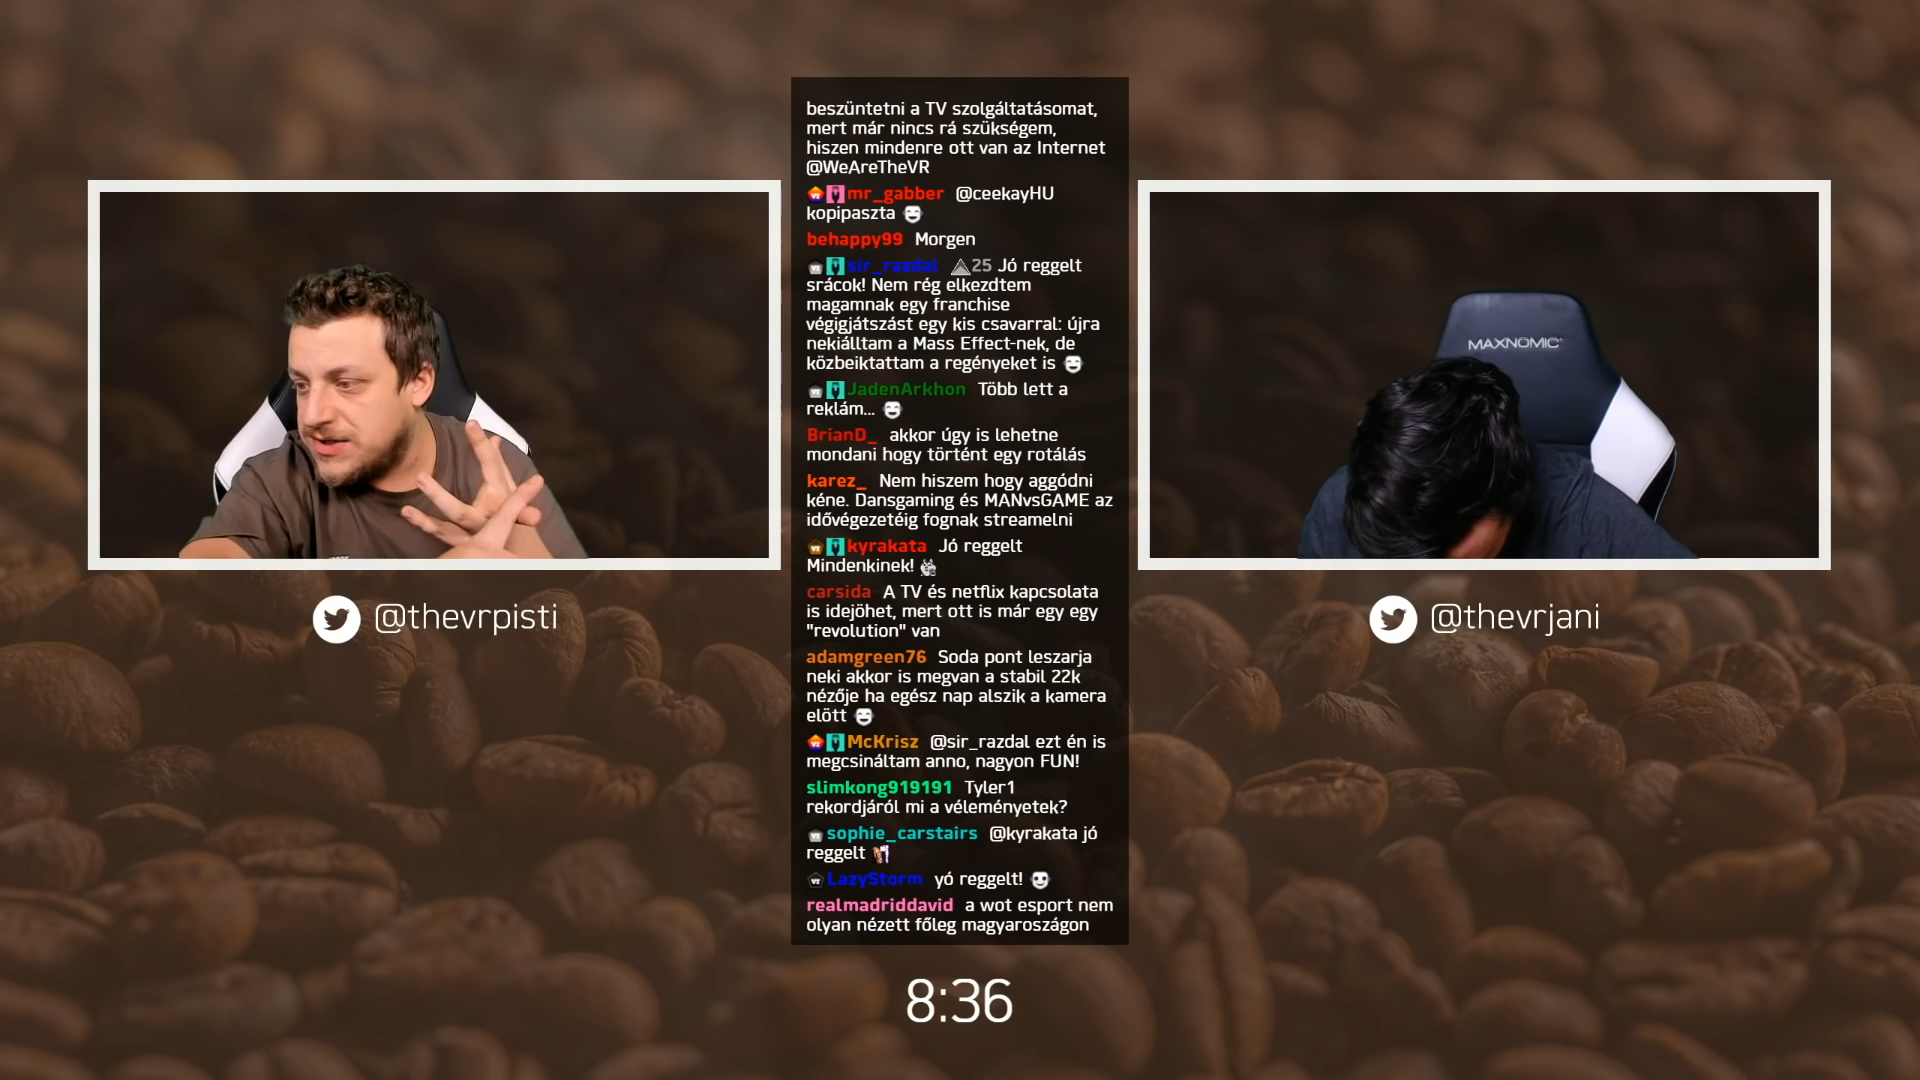 beszüntetni a TV szolgáltatásomat,
mert már nincs rá szükségem,
hiszen mindenre ott van az Internet
@WeAreTheVR
mr_gabber @ceekayHU
kopipaszta
behappy99 Morgen
sir_razdal 25 Jó reggelt
srácok! Nem rég elkezdtem
magamnak egy franchise
végigjátszást egy kis csavarral: újra
nekiálltam a Mass Effect-nek, de
közbeiktattam a regényeket is
JadenArkhon Több lett a
reklám...
BrianD_ akkor úgy is lehetne
mondani hogy történt egy rotálás
karez_ Nem hiszem hogy aggódni
kéne. Dansgaming és MANvsGAME az
idővégezetéig fognak streamelni
kyrakata Jó reggelt
Mindenkinek!
carsida A TV és netflix kapcsolata
is idejöhet, mert ott is már egy egy
"revolution" van
adamgreen76 Soda pont leszarja
neki akkor is megvan a stabil 22k
nézője ha egész nap alszik a kamera
elött
McKrisz @sir_razdal ezt én is
megcsináltam anno, nagyon FUN!
slimkong919191 Tyler1
rekordjáról mi a véleményetek?
sophie_carstairs @kyrakata jó
reggelt
LazyStorm yó reggelt!
realmadriddavid a wot esport nem
olyan nézett főleg magyaroszágon
8:36
@thevrpisti
MAXNOMIC
@thevrjani